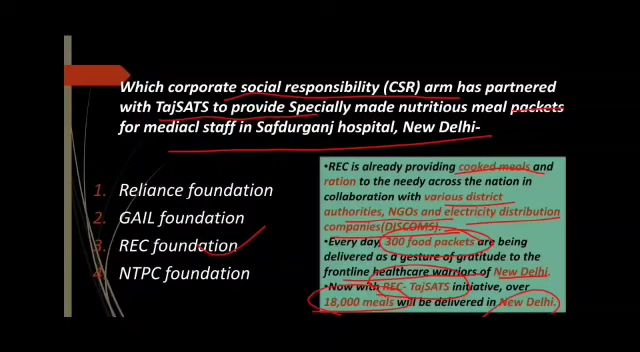 Which corporate social responsibility (CSR) arm has partnered
with TajSATS to provide Specially made nutritious meal packets
for mediacl staff in Safdurganj hospital, New Delhi-
1. Reliance foundation
2. GAIL foundation
3. REC foundation
4. NTPC foundation
•REC is already providing cooked meals and
ration to the needy across the nation in
collaboration with various district
authorities, NGOs and electricity distribution
companies(DISCOMS).
•Every day, 300 food packets are being
delivered as a gesture of gratitude to the
frontline healthcare warriors of New Delhi.
•Now with REC- TajSATS initiative, over
18,000 meals will be delivered in New Delhi.